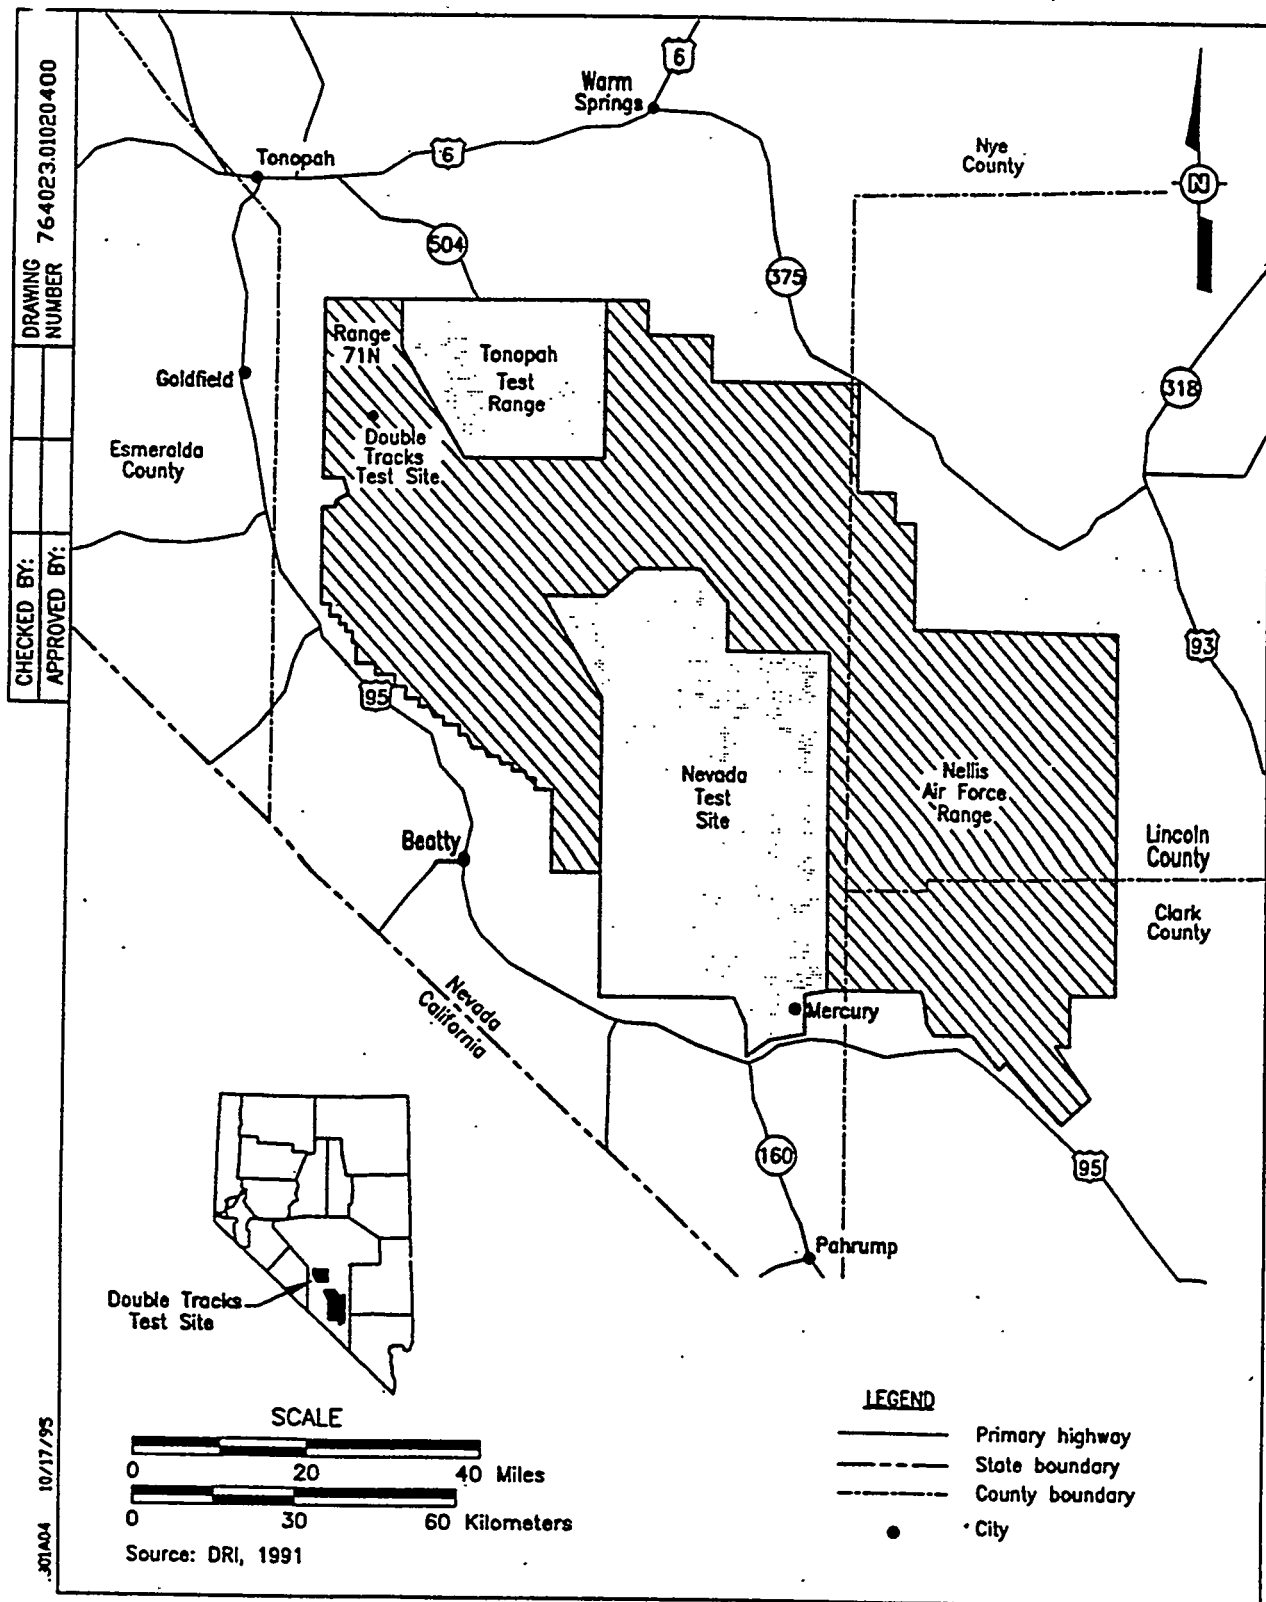 DRAWING
NUMBER 764023.01020400
CHECKED BY:
APPROVED BY:
.301A04 10/17/95
6
Warm
Springs
Tonopah
6
Nye
County
N
504
375
Range
71N
Tonopah
Test
Range
Goldfield
318
Double
Tracks
Test Site
Esmeralda
County
93
95
Nevada
Test
Site
Nellis
Air Force
Range
Beatty
Lincoln
County
Clark
County
Nevada
California
Mercury
160
95
Pahrump
Double Tracks
Test Site
SCALE
0 20 40 Miles
0 30 60 Kilometers
Source: DRI, 1991
LEGEND
Primary highway
State boundary
County boundary
City